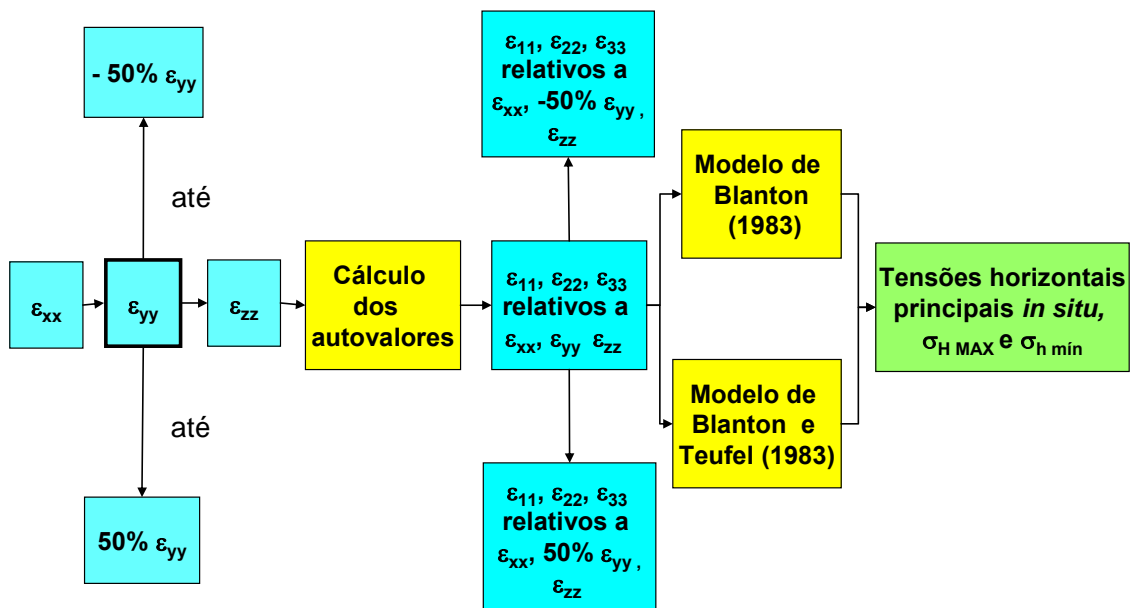 - 50% εyy
até
εxx
εyy
εzz
até
50% εyy
Cálculo
dos
autovalores
ε11, ε22, ε33
relativos a
εxx, -50% εyy ,
εzz
ε11, ε22, ε33
relativos a
εxx, εyy εzz
ε11, ε22, ε33
relativos a
εxx, 50% εyy ,
εzz
Modelo de
Blanton
(1983)
Modelo de
Blanton e
Teufel (1983)
Tensões horizontais
principais in situ,
σH MAX e σh mín